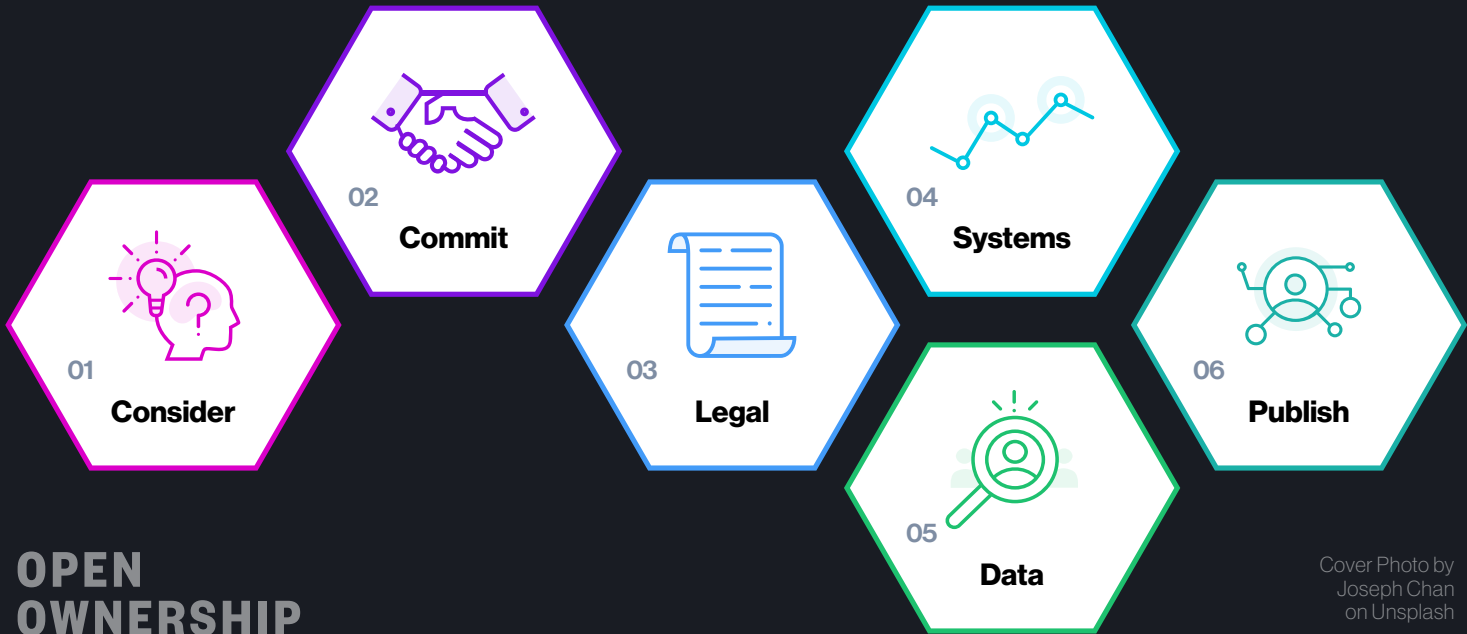 01
Consider
02
Commit
03
Legal
04
Systems
05
Data
06
Publish
OPEN
OWNERSHIP
Cover Photo by
Joseph Chan
on Unsplash